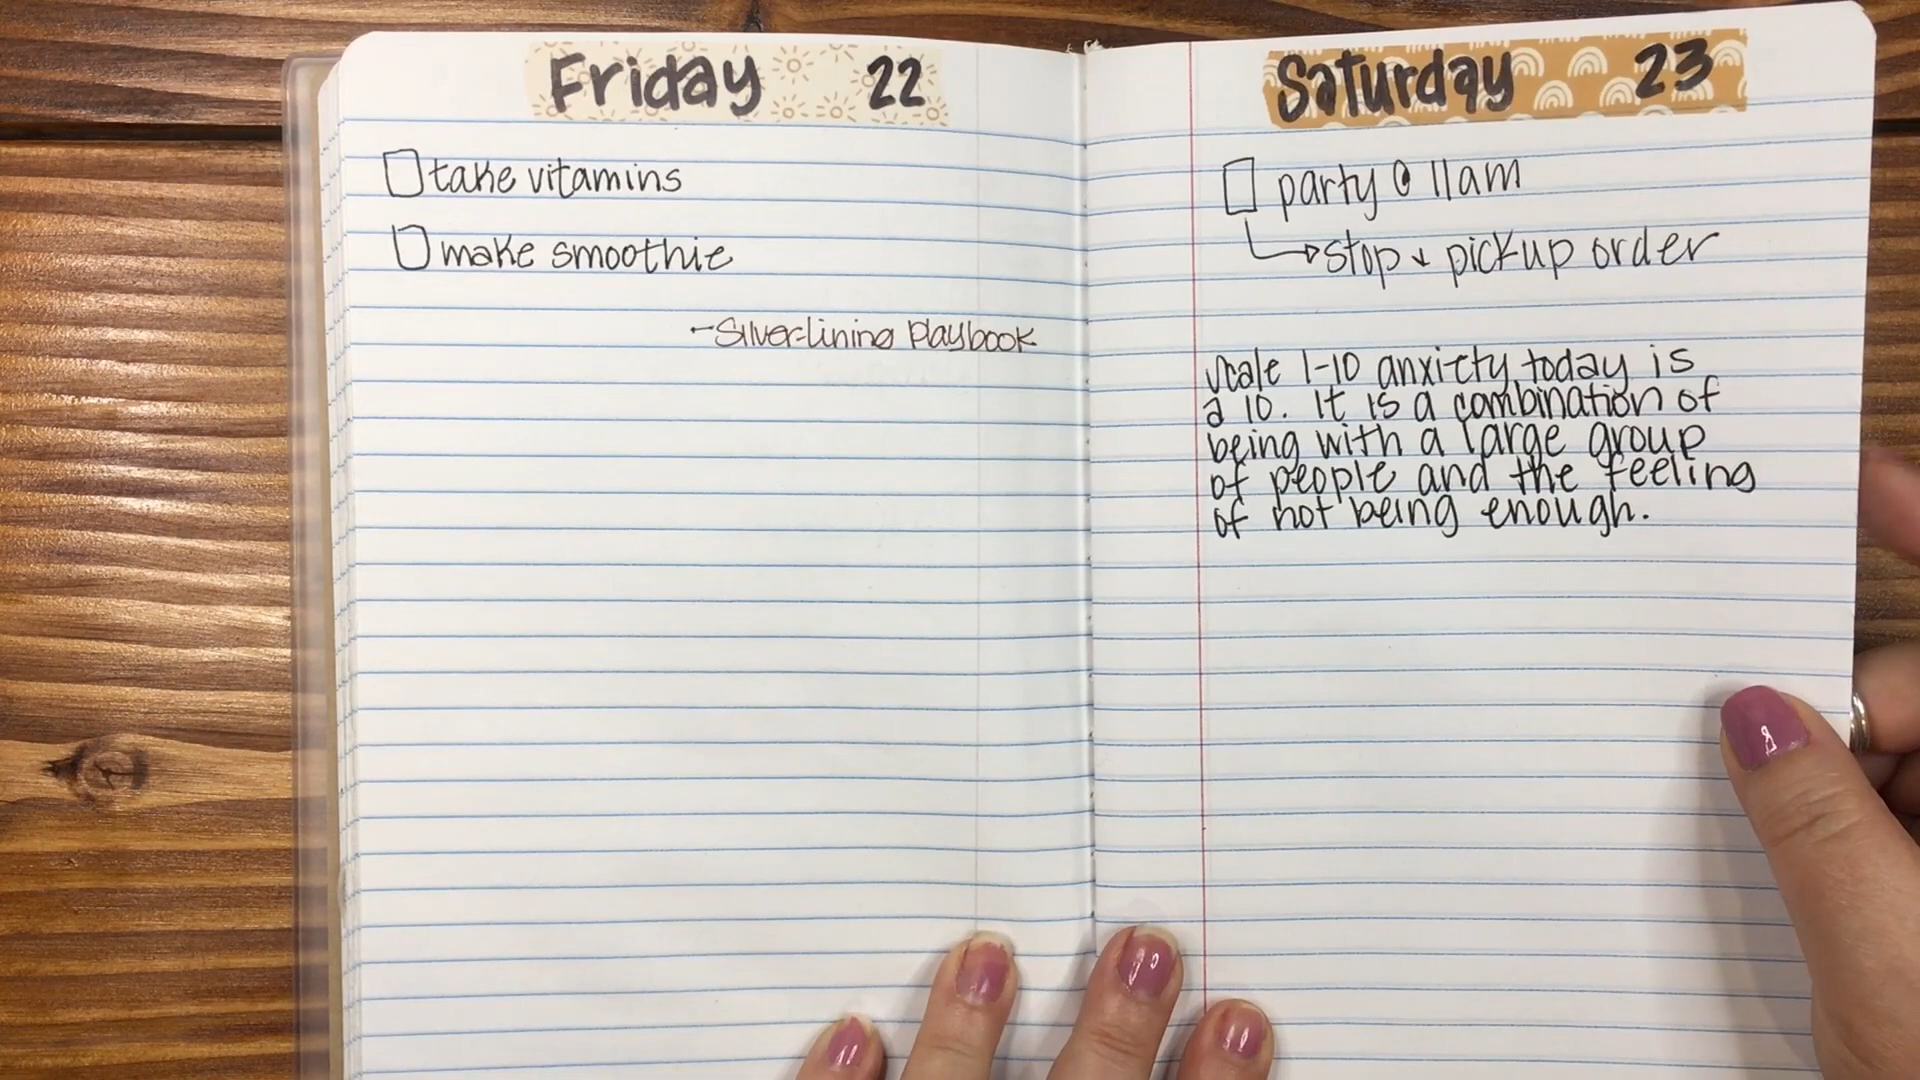 Friday 22
take vitamins
make smoothie
-Silver-Lining Playbook
Saturday 23
party @ 11am
→stop & pickup order
scale 1-10 anxiety today is
a 10. It is a combination of
being with a large group
of people and the feeling
of not being enough.